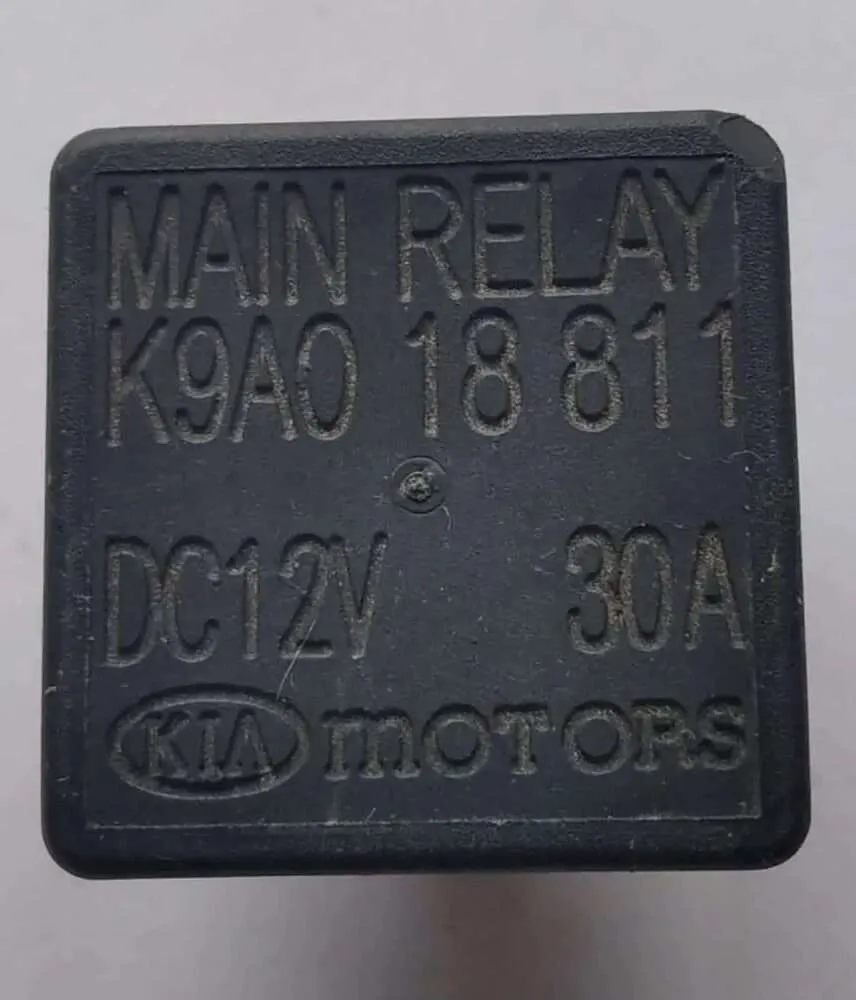 MAIN RELAY
K9A0 18 811
DC12V 30A
KIA MOTORS